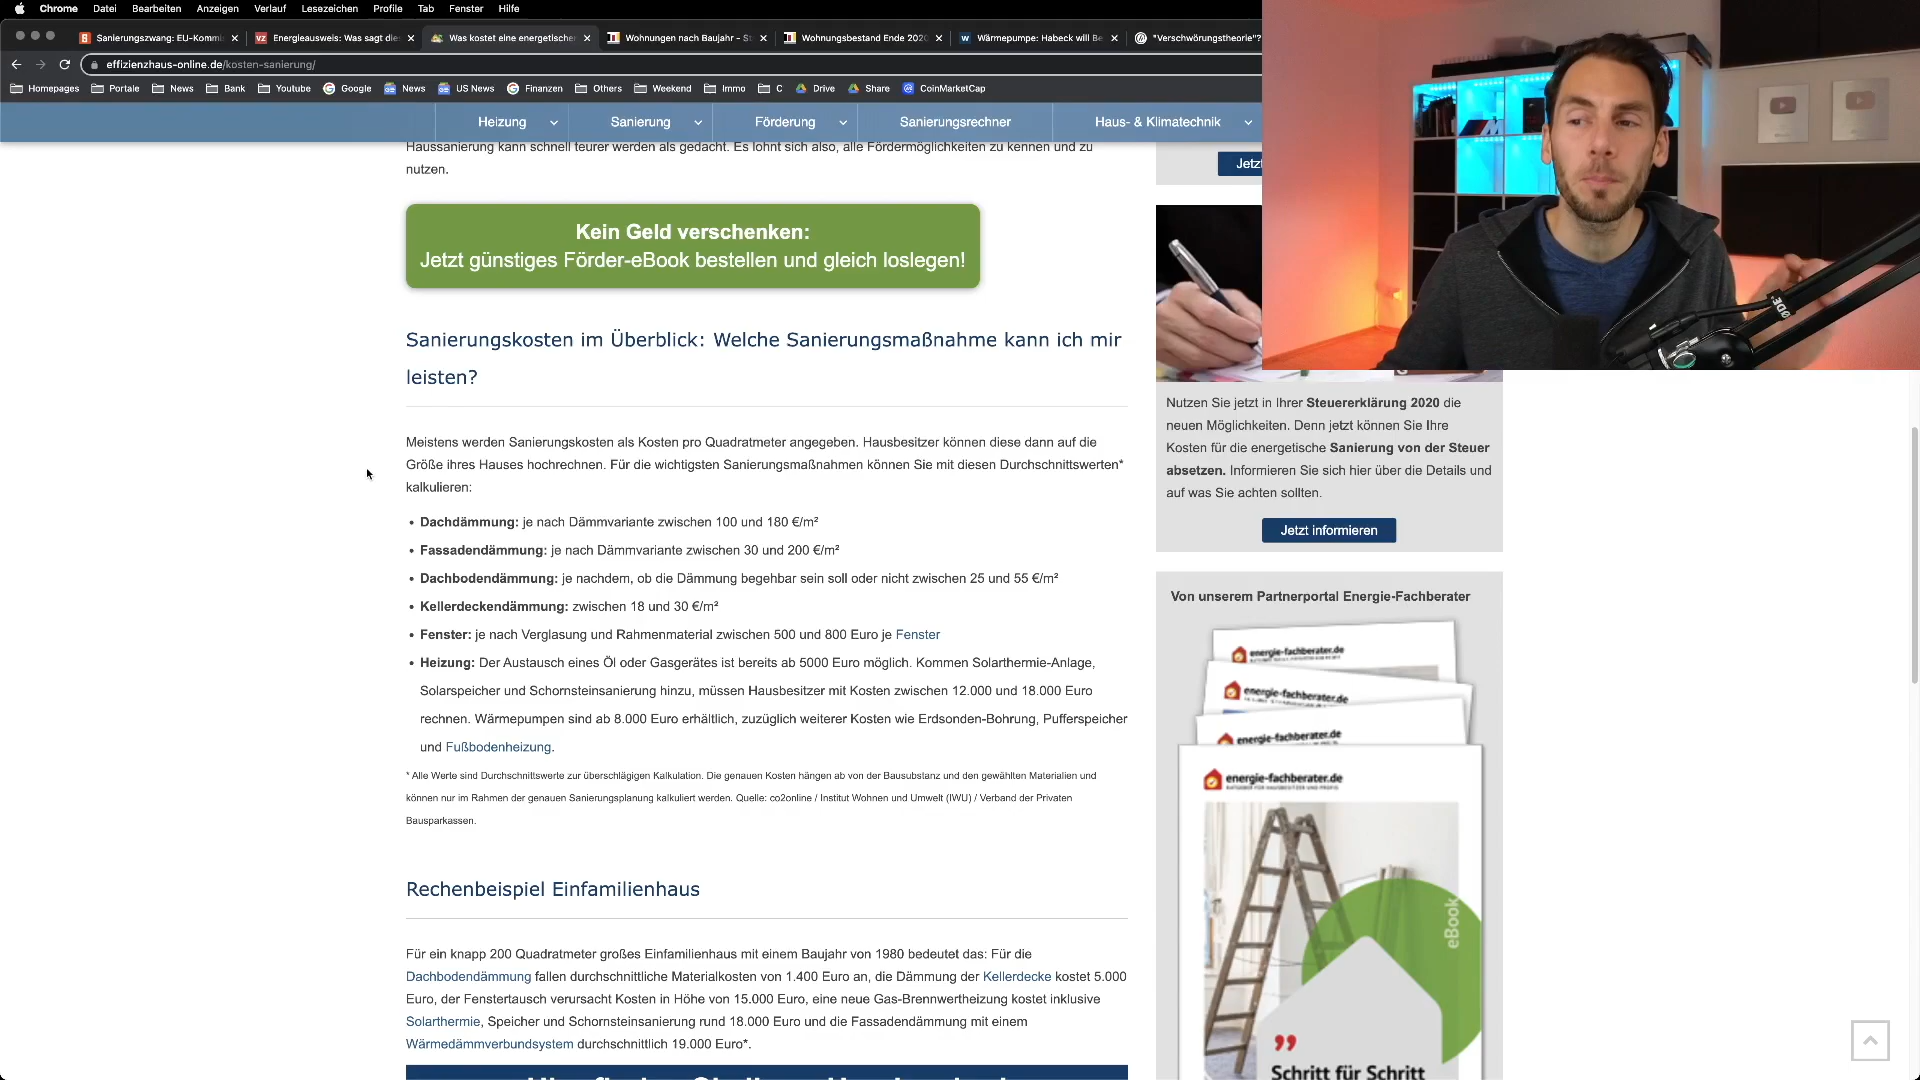 Chrome Datei Bearbeiten Anzeigen Verlauf Lesezeichen Profile Tab Fenster Hilfe
Sanierungszwang: EU-Kommi
Energieausweis: Was sagt die
Was kostet eine energetische
Wohnungen nach Baujahr - St
Wohnungsbestand Ende 2020
Wärmepumpe: Habeck will Be
"Verschwörungstheorie"?
effizienzhaus-online.de/kosten-sanierung/
Homepages Portale News Bank Youtube Google News US News Finanzen Others Weekend Immo C Drive Share CoinMarketCap
Heizung Sanierung Förderung Sanierungsrechner Haus- & Klimatechnik
Haussanierung kann schnell teurer werden als gedacht. Es lohnt sich also, alle Fördermöglichkeiten zu kennen und zu
nutzen.
Kein Geld verschenken:
Jetzt günstiges Förder-eBook bestellen und gleich loslegen!
Sanierungskosten im Überblick: Welche Sanierungsmaßnahme kann ich mir
leisten?
Meistens werden Sanierungskosten als Kosten pro Quadratmeter angegeben. Hausbesitzer können diese dann auf die
Größe ihres Hauses hochrechnen. Für die wichtigsten Sanierungsmaßnahmen können Sie mit diesen Durchschnittswerten*
kalkulieren:
• Dachdämmung: je nach Dämmvariante zwischen 100 und 180 €/m²
• Fassadendämmung: je nach Dämmvariante zwischen 30 und 200 €/m²
• Dachbodendämmung: je nachdem, ob die Dämmung begehbar sein soll oder nicht zwischen 25 und 55 €/m²
• Kellerdeckendämmung: zwischen 18 und 30 €/m²
• Fenster: je nach Verglasung und Rahmenmaterial zwischen 500 und 800 Euro je Fenster
• Heizung: Der Austausch eines Öl oder Gasgerätes ist bereits ab 5000 Euro möglich. Kommen Solarthermie-Anlage,
Solarspeicher und Schornsteinsanierung hinzu, müssen Hausbesitzer mit Kosten zwischen 12.000 und 18.000 Euro
rechnen. Wärmepumpen sind ab 8.000 Euro erhältlich, zuzüglich weiterer Kosten wie Erdsonden-Bohrung, Pufferspeicher
und Fußbodenheizung.
* Alle Werte sind Durchschnittswerte zur überschlägigen Kalkulation. Die genauen Kosten hängen ab von der Bausubstanz und den gewählten Materialien und
können nur im Rahmen der genauen Sanierungsplanung kalkuliert werden. Quelle: co2online / Institut Wohnen und Umwelt (IWU) / Verband der Privaten
Bausparkassen.
Rechenbeispiel Einfamilienhaus
Für ein knapp 200 Quadratmeter großes Einfamilienhaus mit einem Baujahr von 1980 bedeutet das: Für die
Dachbodendämmung fallen durchschnittliche Materialkosten von 1.400 Euro an, die Dämmung der Kellerdecke kostet 5.000
Euro, der Fenstertausch verursacht Kosten in Höhe von 15.000 Euro, eine neue Gas-Brennwertheizung kostet inklusive
Solarthermie, Speicher und Schornsteinsanierung rund 18.000 Euro und die Fassadendämmung mit einem
Wärmedämmverbundsystem durchschnittlich 19.000 Euro*.
Jetzt
Nutzen Sie jetzt in Ihrer Steuererklärung 2020 die
neuen Möglichkeiten. Denn jetzt können Sie Ihre
Kosten für die energetische Sanierung von der Steuer
absetzen. Informieren Sie sich hier über die Details und
auf was Sie achten sollten.
Jetzt informieren
Von unserem Partnerportal Energie-Fachberater
energie-fachberater.de
energie-fachberater.de
energie-fachberater.de
energie-fachberater.de
eBook
Schritt für Schritt